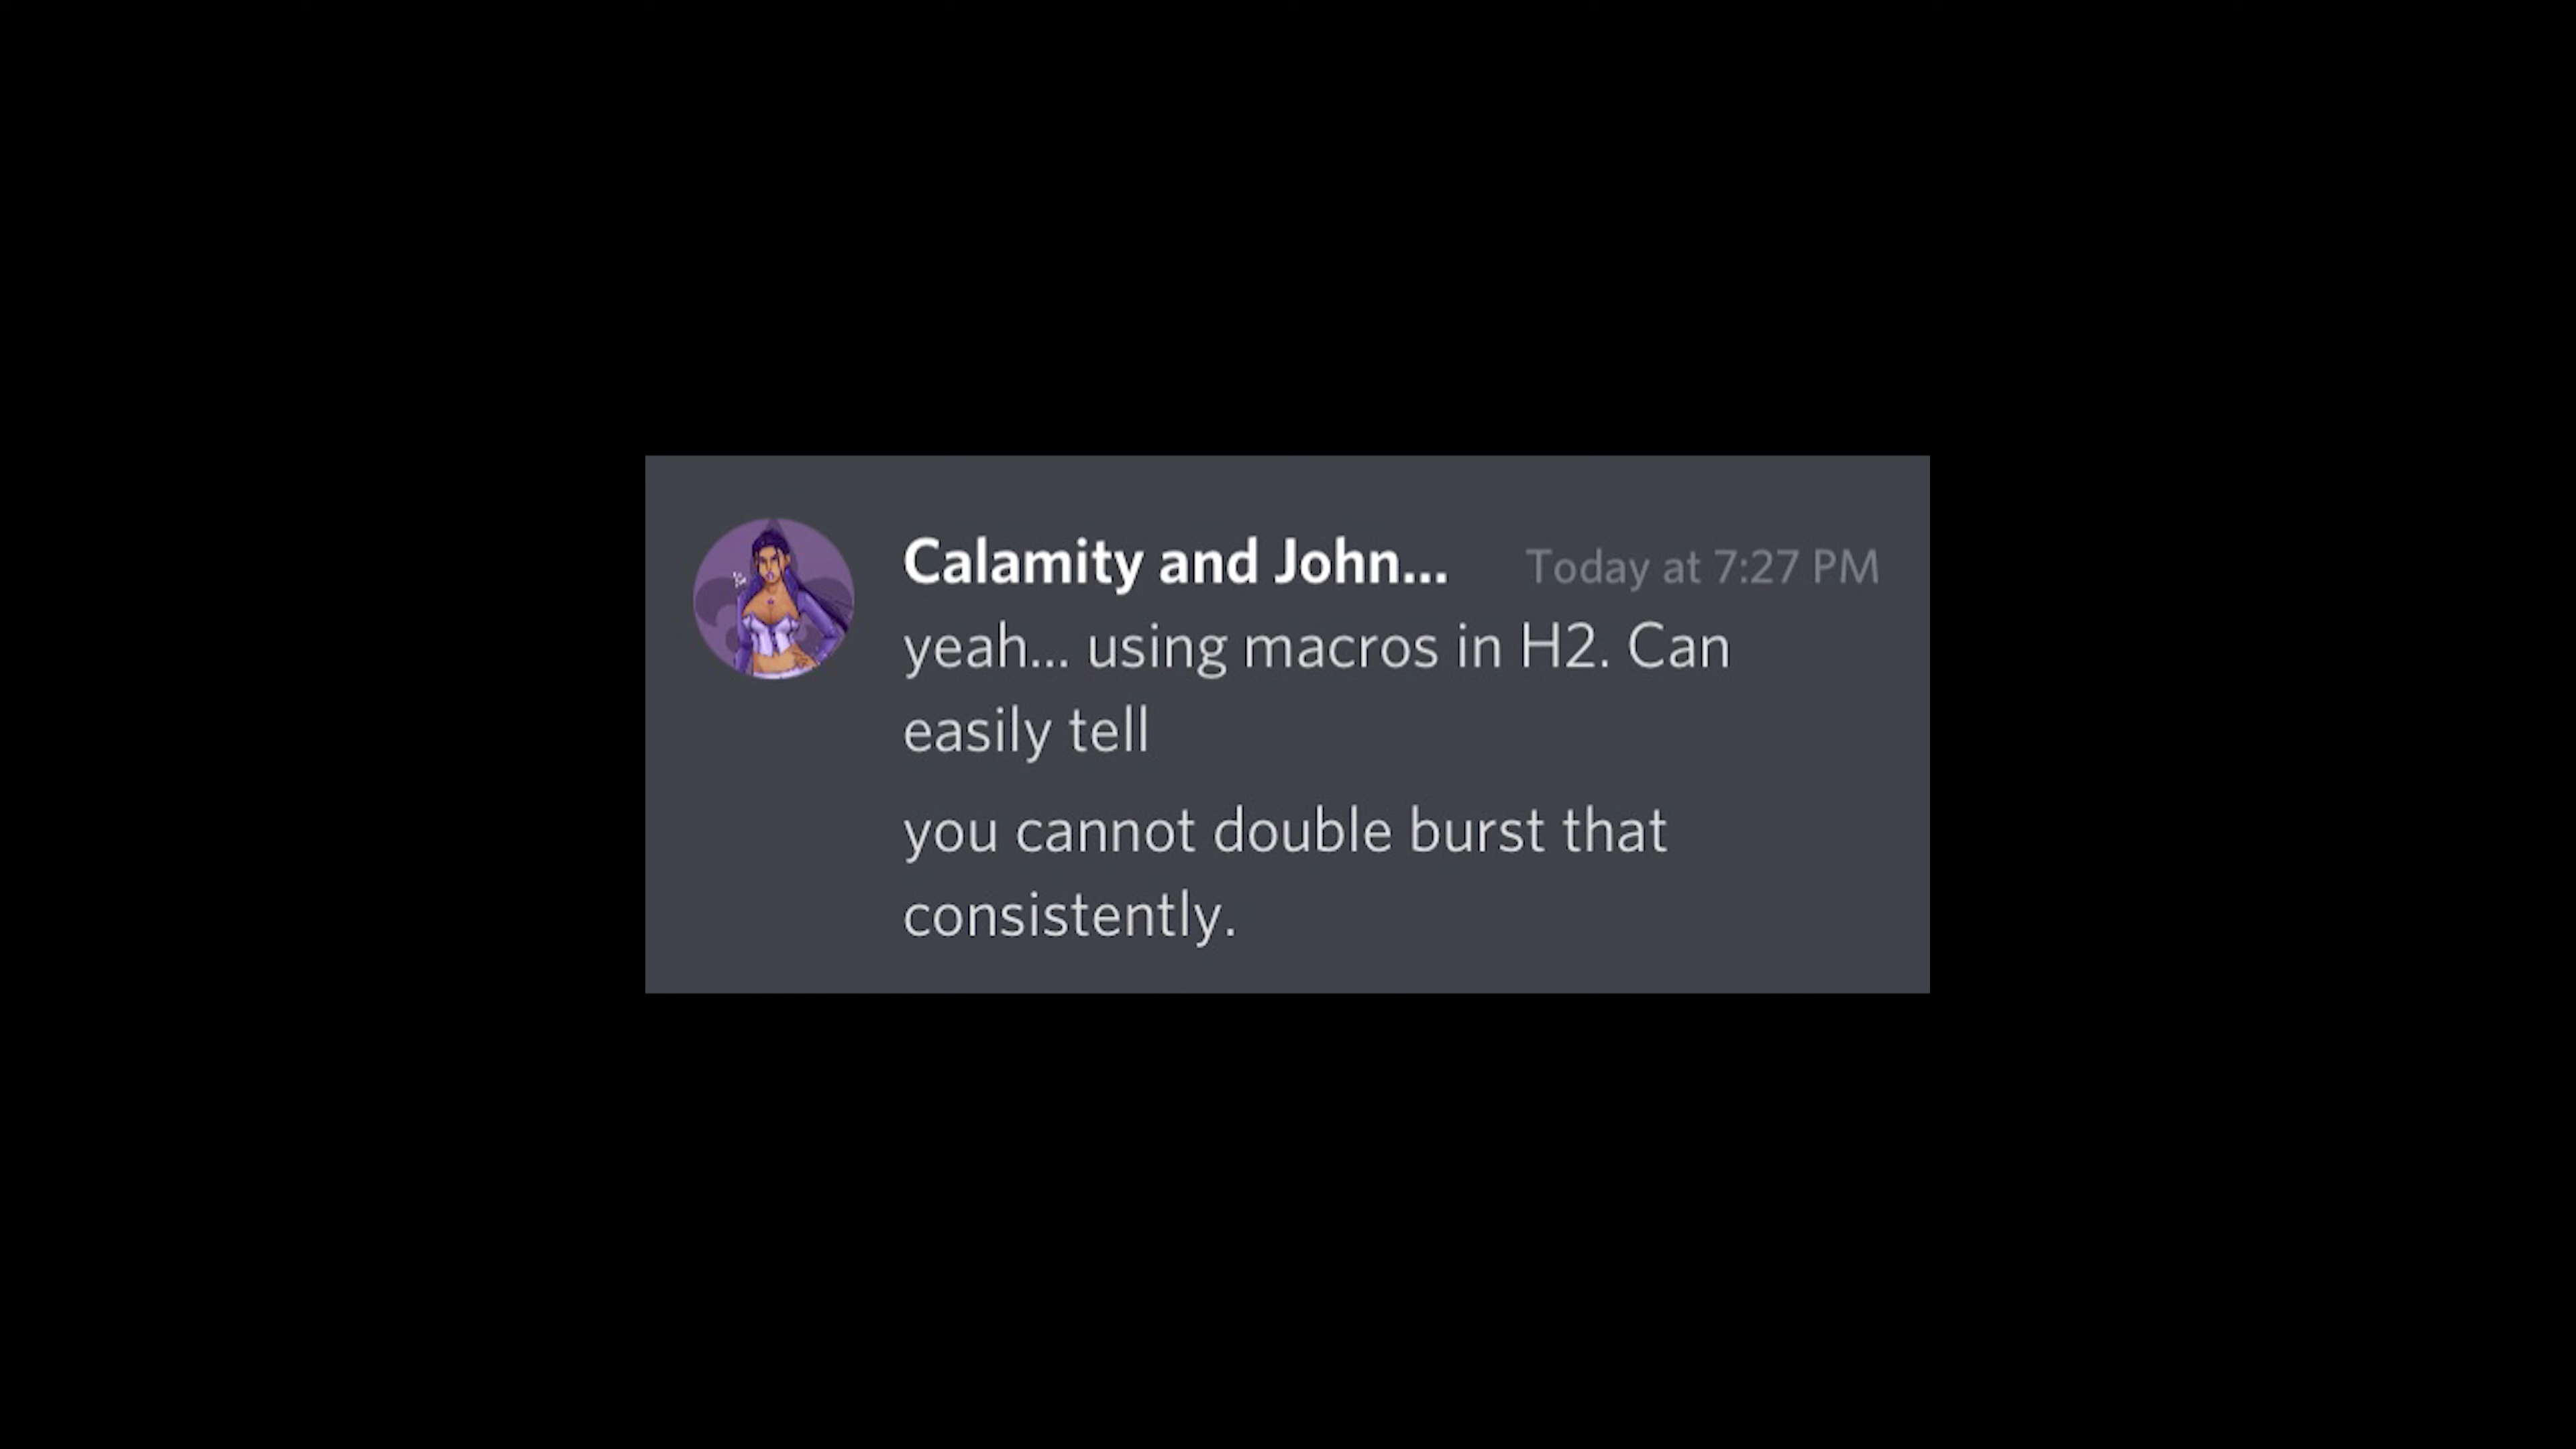 Calamity and John... Today at 7:27 PM
yeah... using macros in H2. Can
easily tell
you cannot double burst that
consistently.